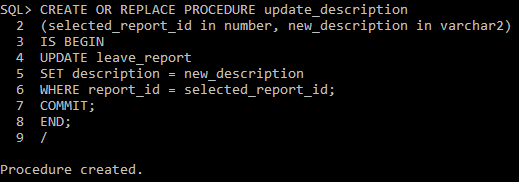 SQL> CREATE OR REPLACE PROCEDURE update_description
2 (selected_report_id in number, new_description in varchar2)
3 IS BEGIN
4 UPDATE leave_report
5 SET description = new_description
6 WHERE report_id = selected_report_id;
7 COMMIT;
8 END;
9 /
Procedure created.